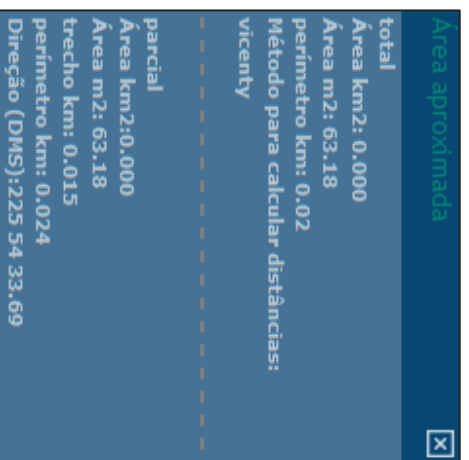 Área aproximada
total
Área km2: 0.000
Área m2: 63.18
perímetro km: 0.02
Método para calcular distâncias:
vicenty
parcial
Área km2:0.000
Área m2: 63.18
trecho km: 0.015
perímetro km: 0.024
Direção (DMS):225 54 33.69